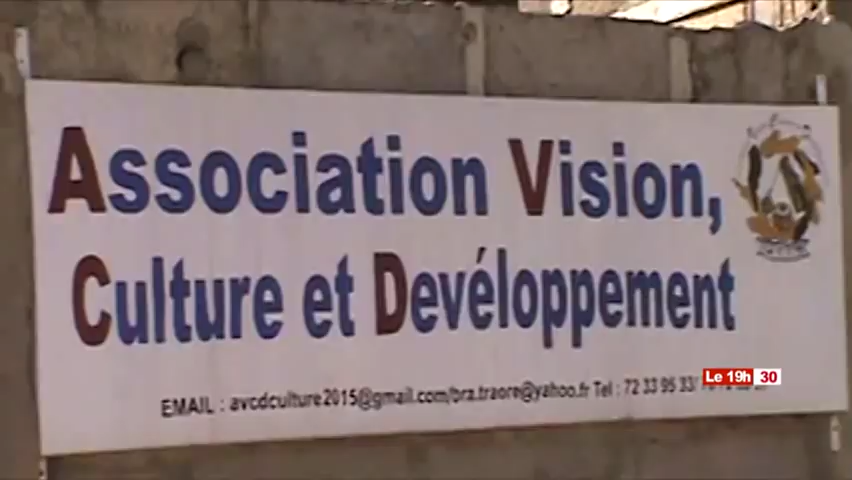 Association Vision,
Culture et Devéloppement
EMAIL : avcdculture2015@gmail.com/brz.traore@yahoo.fr Tel : 72 33 95 33/
Le 19h 30